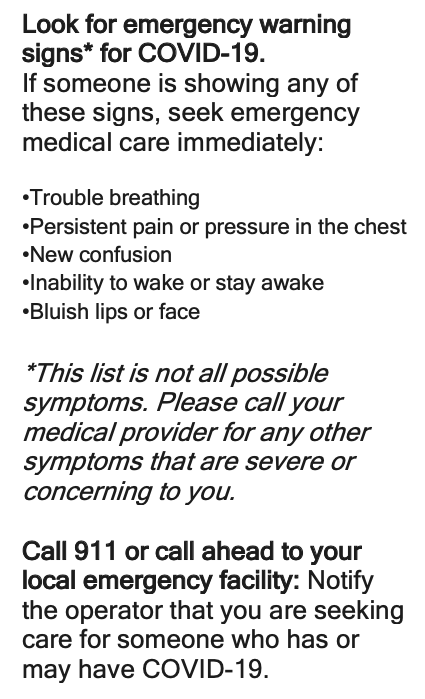 Look for emergency warning
signs* for COVID-19.
If someone is showing any of
these signs, seek emergency
medical care immediately:
•Trouble breathing
•Persistent pain or pressure in the chest
•New confusion
•Inability to wake or stay awake
•Bluish lips or face
*This list is not all possible
symptoms. Please call your
medical provider for any other
symptoms that are severe or
concerning to you.
Call 911 or call ahead to your
local emergency facility: Notify
the operator that you are seeking
care for someone who has or
may have COVID-19.